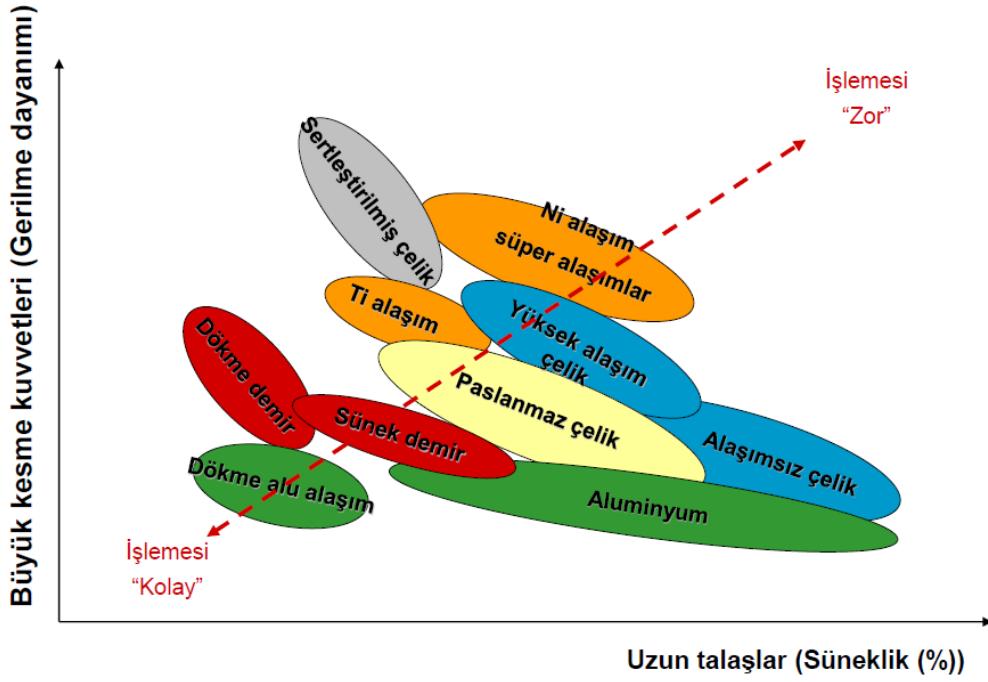 Büyük kesme kuvvetleri (Gerilme dayanımı)
İşlemesi
“Zor”
Sertleştirilmiş çelik
Ni alaşım
süper alaşımlar
Ti alaşım
Yüksek alaşım
çelik
Dökme demir
Paslanmaz çelik
Sünek demir
Alaşımsız çelik
Dökme alu alaşım
Aluminyum
İşlemesi
“Kolay”
Uzun talaşlar (Süneklik (%))